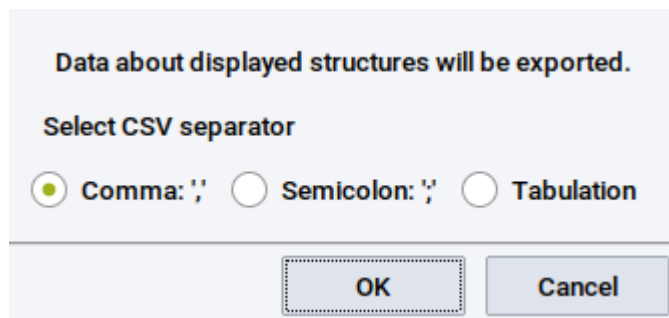 Data about displayed structures will be exported.
Select CSV separator
Comma: ',' Semicolon: ';' Tabulation
OK Cancel